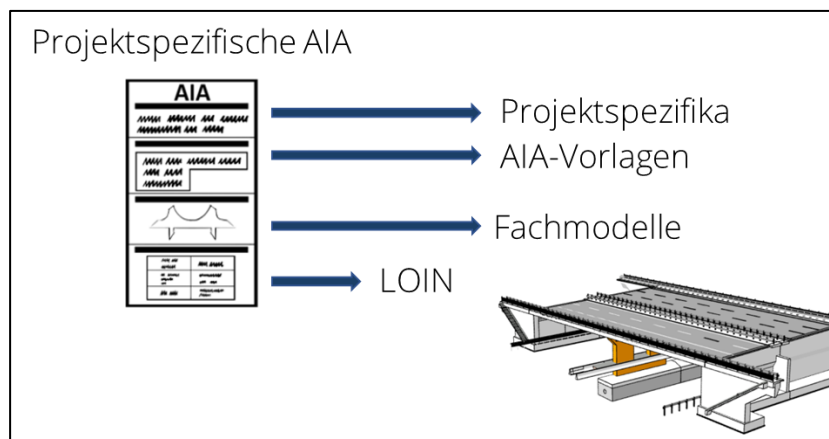 Projektspezifische AIA
AIA
Projektspezifika
AIA-Vorlagen
Fachmodelle
LOIN